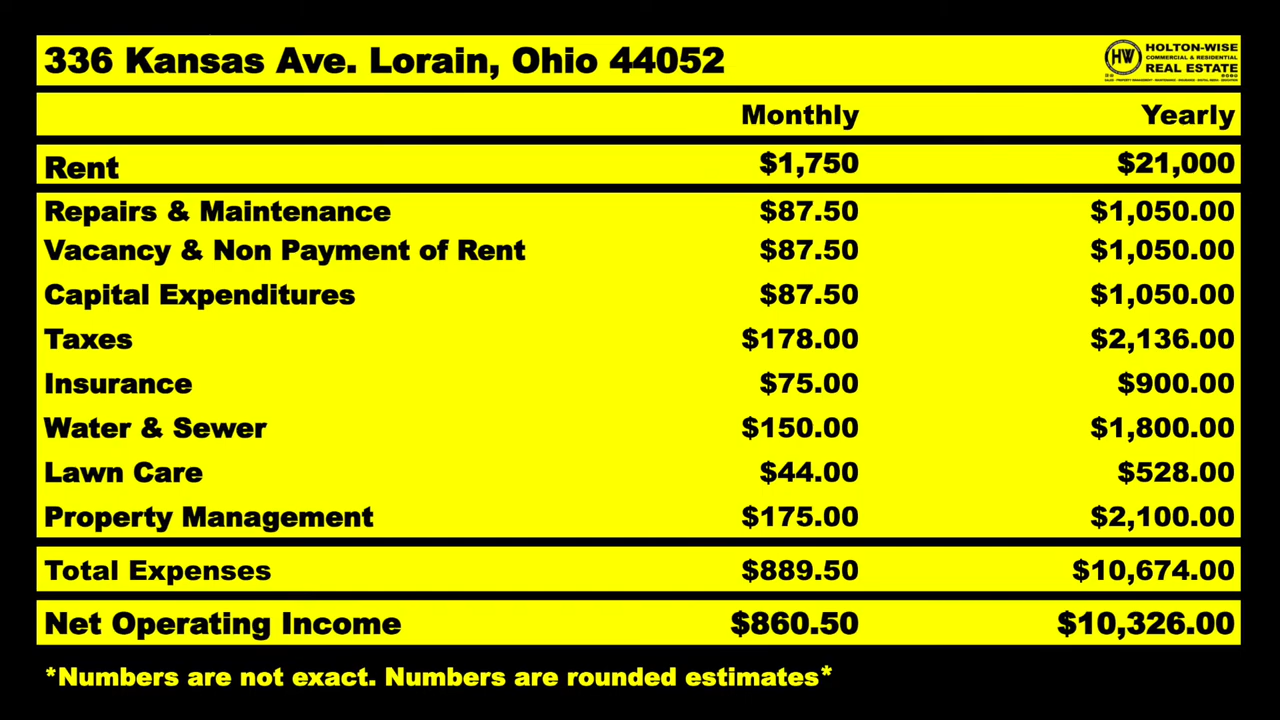 336 Kansas Ave. Lorain, Ohio 44052
HW
HOLTON-WISE
COMMERCIAL & RESIDENTIAL
REAL ESTATE
Monthly Yearly
Rent $1,750 $21,000
Repairs & Maintenance $87.50 $1,050.00
Vacancy & Non Payment of Rent $87.50 $1,050.00
Capital Expenditures $87.50 $1,050.00
Taxes $178.00 $2,136.00
Insurance $75.00 $900.00
Water & Sewer $150.00 $1,800.00
Lawn Care $44.00 $528.00
Property Management $175.00 $2,100.00
Total Expenses $889.50 $10,674.00
Net Operating Income $860.50 $10,326.00
*Numbers are not exact. Numbers are rounded estimates*